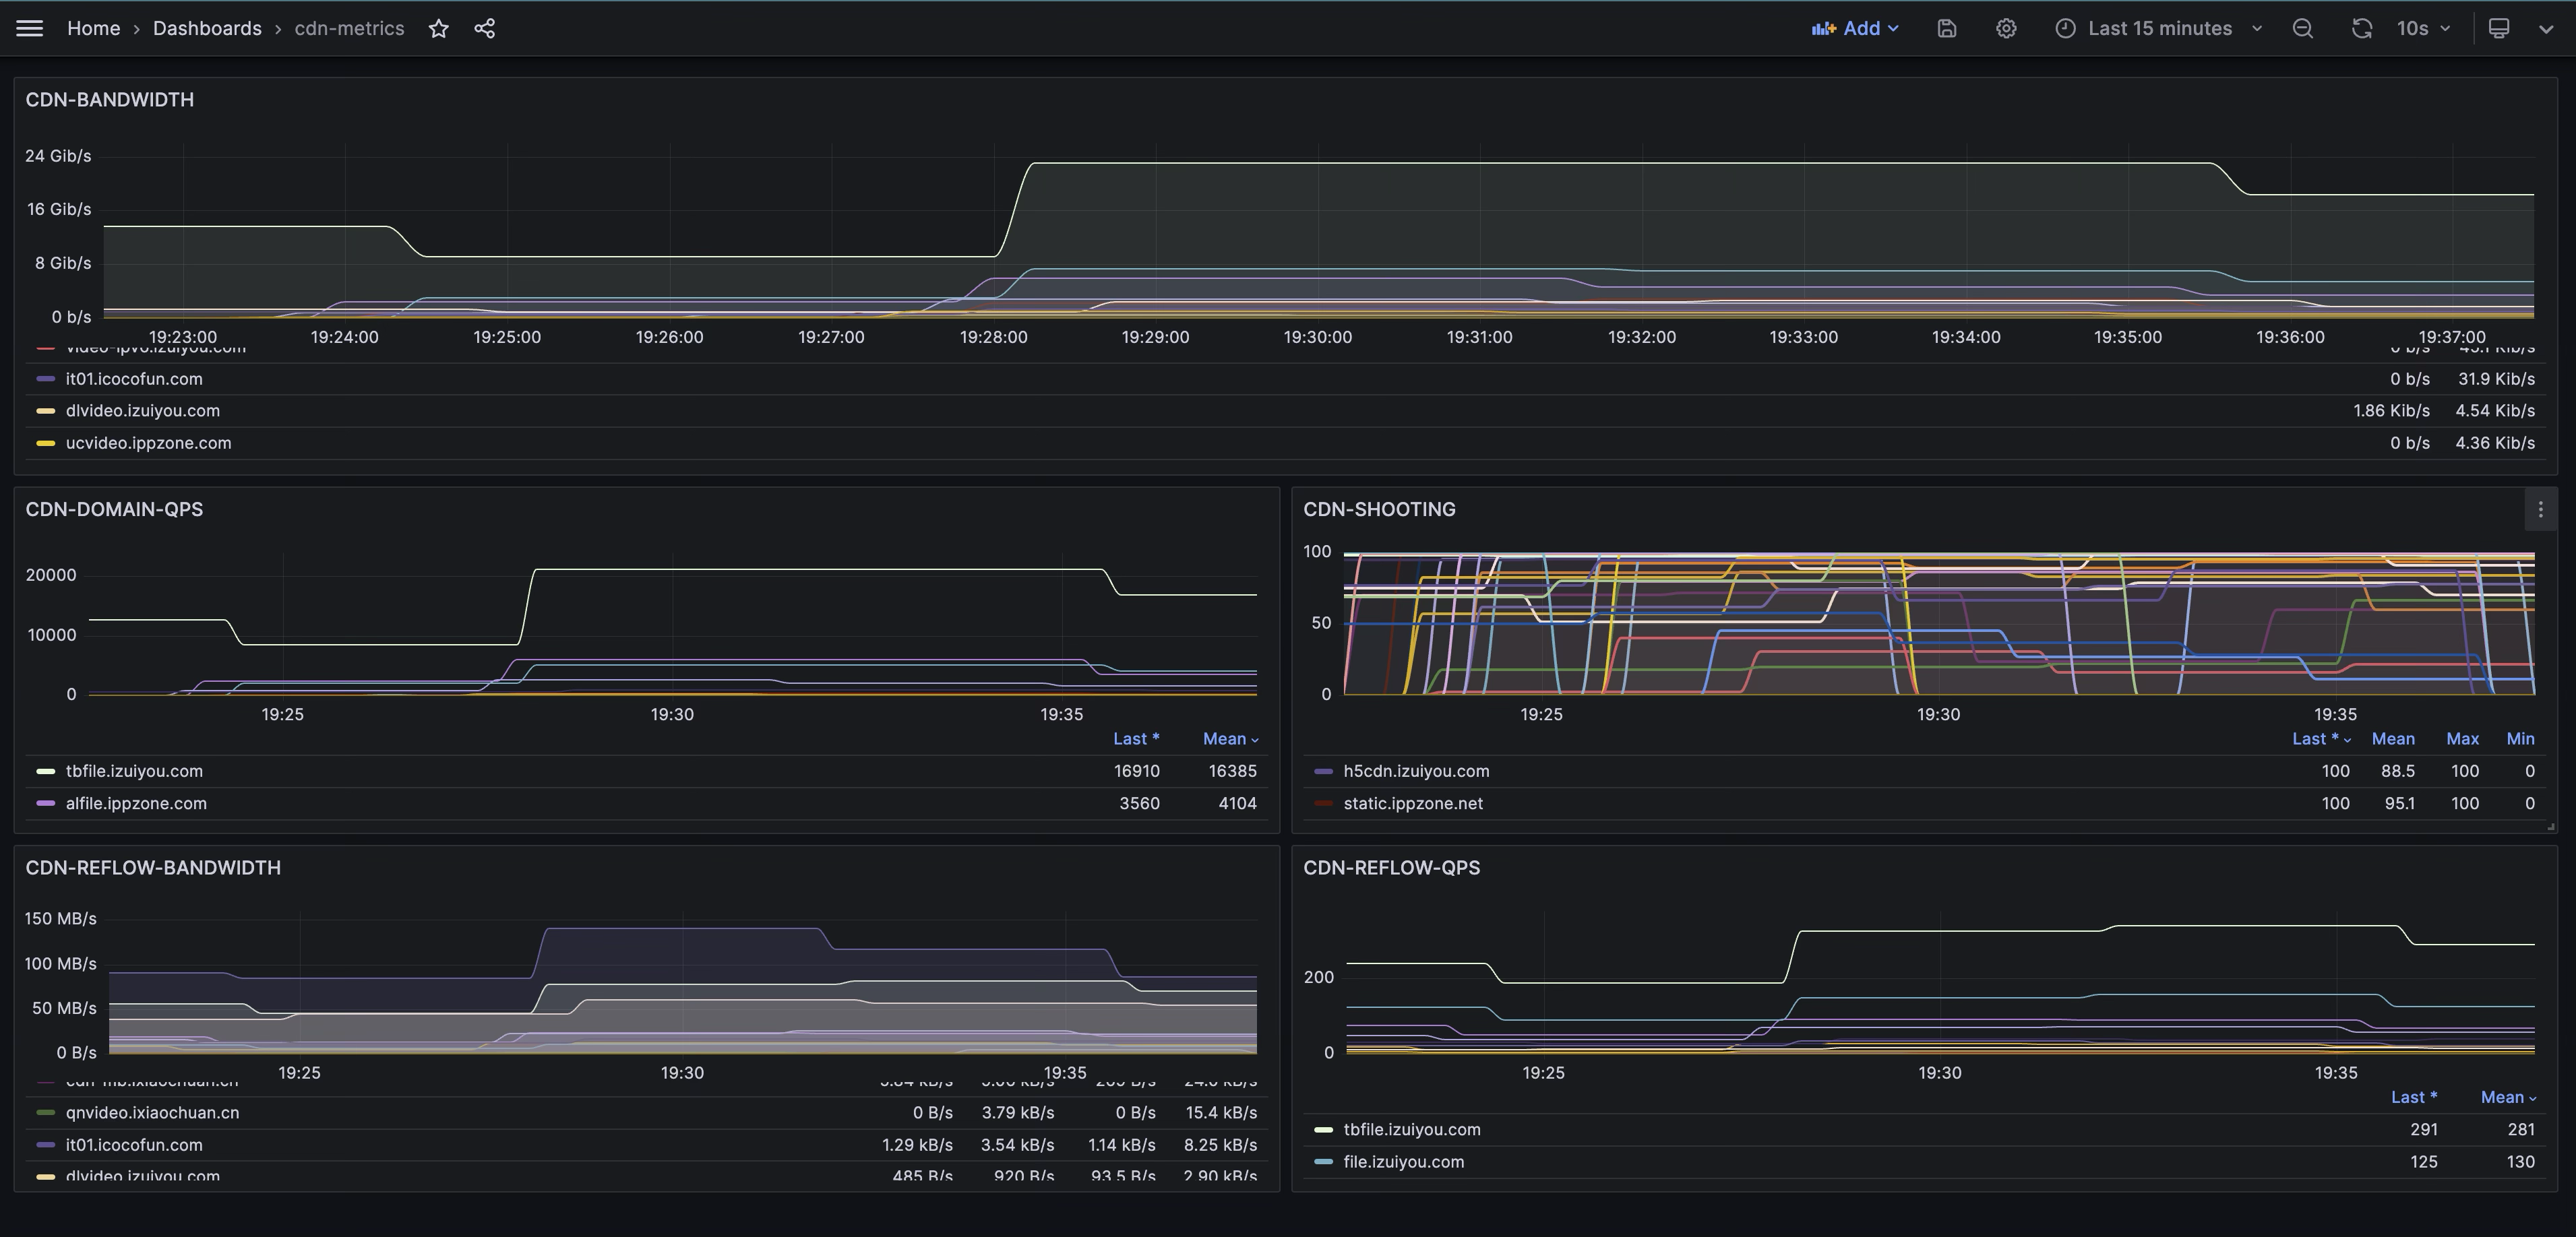 Home › Dashboards › cdn-metrics
Add
Last 15 minutes
10s
CDN-BANDWIDTH
24 Gib/s
16 Gib/s
8 Gib/s
0 b/s
19:23:00 19:24:00 19:25:00 19:26:00 19:27:00 19:28:00 19:29:00 19:30:00 19:31:00 19:32:00 19:33:00 19:34:00 19:35:00 19:36:00 19:37:00
video-ipv6.izuiyou.com 0 b/s
it01.icocofun.com 0 b/s 31.9 Kib/s
dlvideo.izuiyou.com 1.86 Kib/s 4.54 Kib/s
ucvideo.ippzone.com 0 b/s 4.36 Kib/s
CDN-DOMAIN-QPS
20000
10000
0
19:25 19:30 19:35
Last * Mean
tbfile.izuiyou.com 16910 16385
alfile.ippzone.com 3560 4104
CDN-SHOOTING
100
50
0
19:25 19:30 19:35
Last * Mean Max Min
h5cdn.izuiyou.com 100 88.5 100 0
static.ippzone.net 100 95.1 100 0
CDN-REFLOW-BANDWIDTH
150 MB/s
100 MB/s
50 MB/s
0 B/s
19:25 19:30 19:35
cdn-mb.ixiaochuan.cn
qnvideo.ixiaochuan.cn 0 B/s 3.79 kB/s 0 B/s 15.4 kB/s
it01.icocofun.com 1.29 kB/s 3.54 kB/s 1.14 kB/s 8.25 kB/s
dlvideo.izuiyou.com 485 B/s 920 B/s 93.5 B/s 2.90 kB/s
CDN-REFLOW-QPS
200
0
19:25 19:30 19:35
Last * Mean
tbfile.izuiyou.com 291 281
file.izuiyou.com 125 130